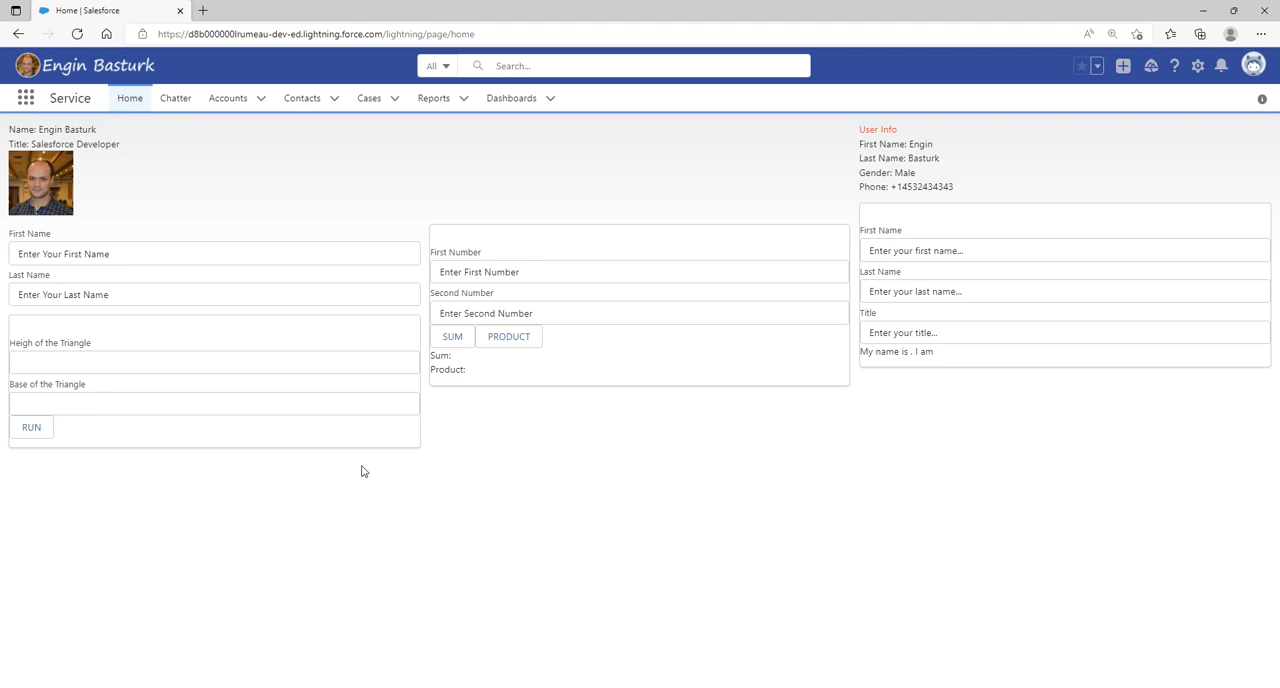 Home | Salesforce
https://d8b000000lrumeau-dev-ed.lightning.force.com/lightning/page/home
Engin Basturk
All
Search...
Service
Home
Chatter
Accounts
Contacts
Cases
Reports
Dashboards
Name: Engin Basturk
Title: Salesforce Developer
First Name
Enter Your First Name
Last Name
Enter Your Last Name
Heigh of the Triangle
Base of the Triangle
RUN
First Number
Enter First Number
Second Number
Enter Second Number
SUM
PRODUCT
Sum:
Product:
User Info
First Name: Engin
Last Name: Basturk
Gender: Male
Phone: +14532434343
First Name
Enter your first name...
Last Name
Enter your last name...
Title
Enter your title...
My name is . I am